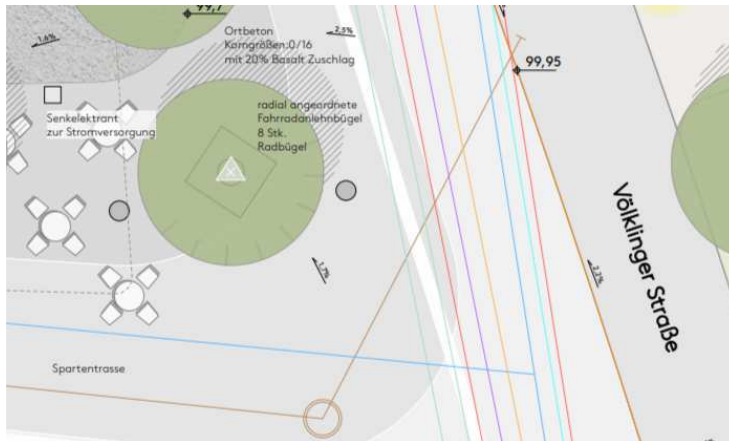 99,7
1,6%
2,5%
Ortbeton
Korngrößen:0/16
mit 20% Basalt Zuschlag
99,95
Senkelektrant
zur Stromversorgung
radial angeordnete
Fahrradanlehnbügel
8 Stk.
Radbügel
1,7%
2,2%
Völklinger Straße
Spartentrasse